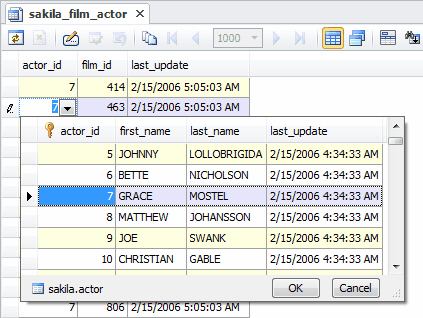 sakila_film_actor
1000
actor_id film_id last_update
7 414 2/15/2006 5:05:03 AM
7 463 2/15/2006 5:05:03 AM
actor_id first_name last_name last_update
5 JOHNNY LOLLOBRIGIDA 2/15/2006 4:34:33 AM
6 BETTE NICHOLSON 2/15/2006 4:34:33 AM
7 GRACE MOSTEL 2/15/2006 4:34:33 AM
8 MATTHEW JOHANSSON 2/15/2006 4:34:33 AM
9 JOE SWANK 2/15/2006 4:34:33 AM
10 CHRISTIAN GABLE 2/15/2006 4:34:33 AM
sakila.actor OK Cancel
7 806 2/15/2006 5:05:03 AM